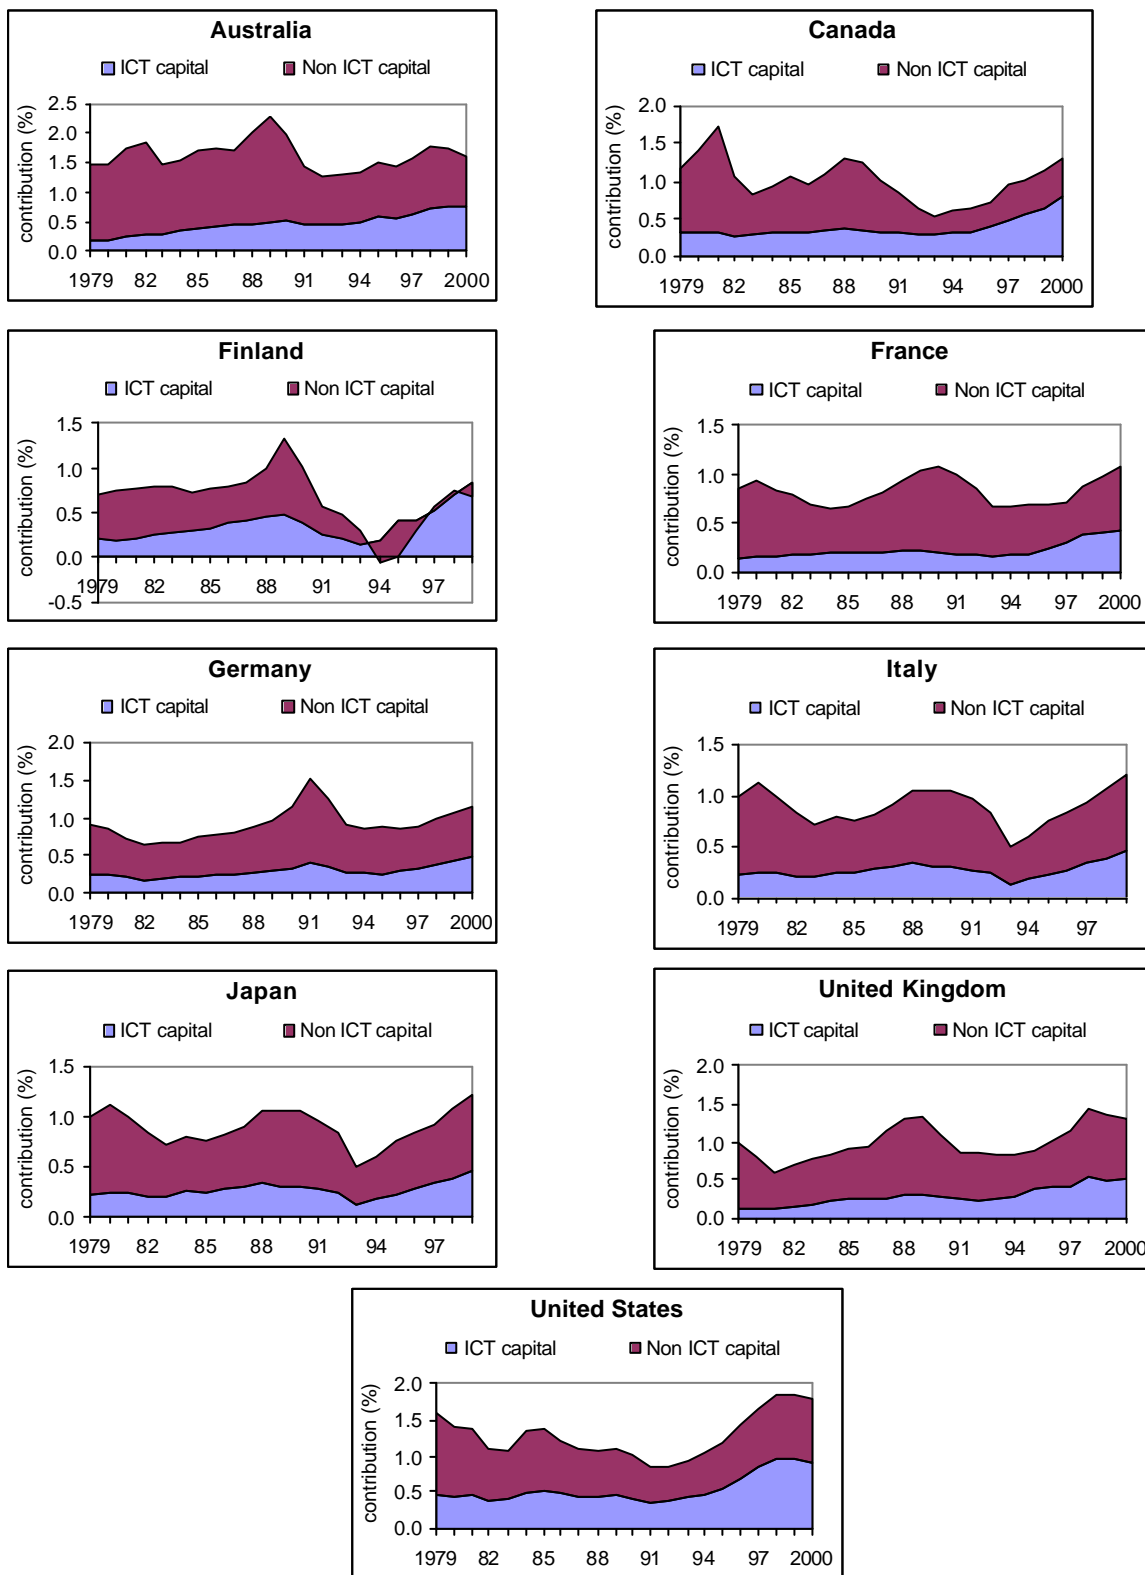 Australia
ICT capital
Non ICT capital
contribution (%)
2.5
2.0
1.5
1.0
0.5
0.0
1979 82 85 88 91 94 97 2000
Canada
ICT capital
Non ICT capital
contribution (%)
2.0
1.5
1.0
0.5
0.0
1979 82 85 88 91 94 97 2000
Finland
ICT capital
Non ICT capital
contribution (%)
1.5
1.0
0.5
0.0
-0.5
1979 82 85 88 91 94 97
France
ICT capital
Non ICT capital
contribution (%)
1.5
1.0
0.5
0.0
1979 82 85 88 91 94 97 2000
Germany
ICT capital
Non ICT capital
contribution (%)
2.0
1.5
1.0
0.5
0.0
1979 82 85 88 91 94 97 2000
Italy
ICT capital
Non ICT capital
contribution (%)
1.5
1.0
0.5
0.0
1979 82 85 88 91 94 97
Japan
ICT capital
Non ICT capital
contribution (%)
1.5
1.0
0.5
0.0
1979 82 85 88 91 94 97
United Kingdom
ICT capital
Non ICT capital
contribution (%)
2.0
1.5
1.0
0.5
0.0
1979 82 85 88 91 94 97 2000
United States
ICT capital
Non ICT capital
contribution (%)
2.0
1.5
1.0
0.5
0.0
1979 82 85 88 91 94 97 2000